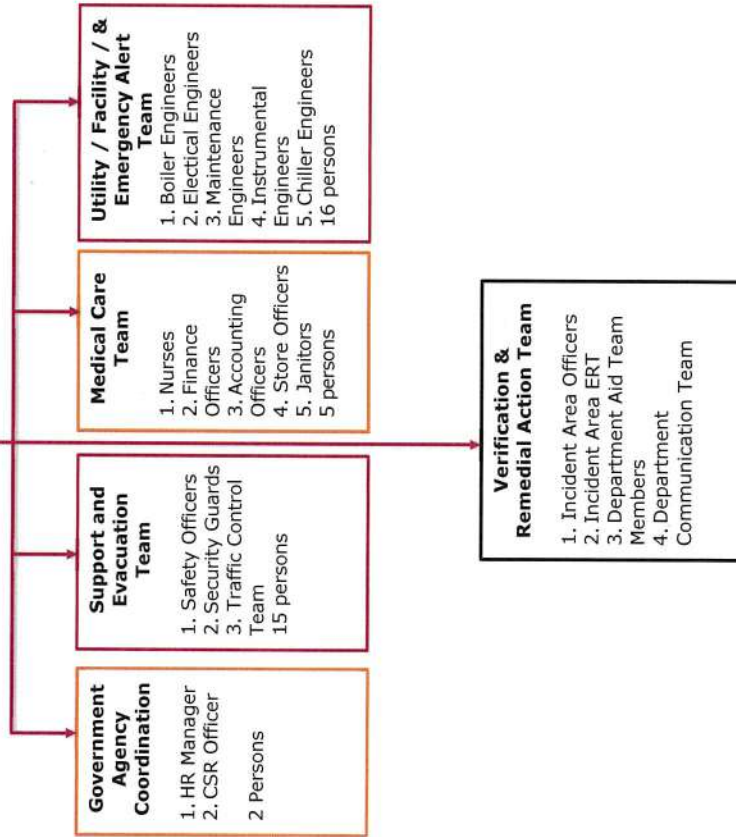 Government
Agency
Coordination
1. HR Manager
2. CSR Officer
2 Persons
Support and
Evacuation
Team
1. Safety Officers
2. Security Guards
3. Traffic Control
Team
15 persons
Medical Care
Team
1. Nurses
2. Finance
Officers
3. Accounting
Officers
4. Store Officers
5. Janitors
5 persons
Utility / Facility / &
Emergency Alert
Team
1. Boiler Engineers
2. Electical Engineers
3. Maintenance
Engineers
4. Instrumental
Engineers
5. Chiller Engineers
16 persons
Verification &
Remedial Action Team
1. Incident Area Officers
2. Incident Area ERT
3. Department Aid Team
Members
4. Department
Communication Team